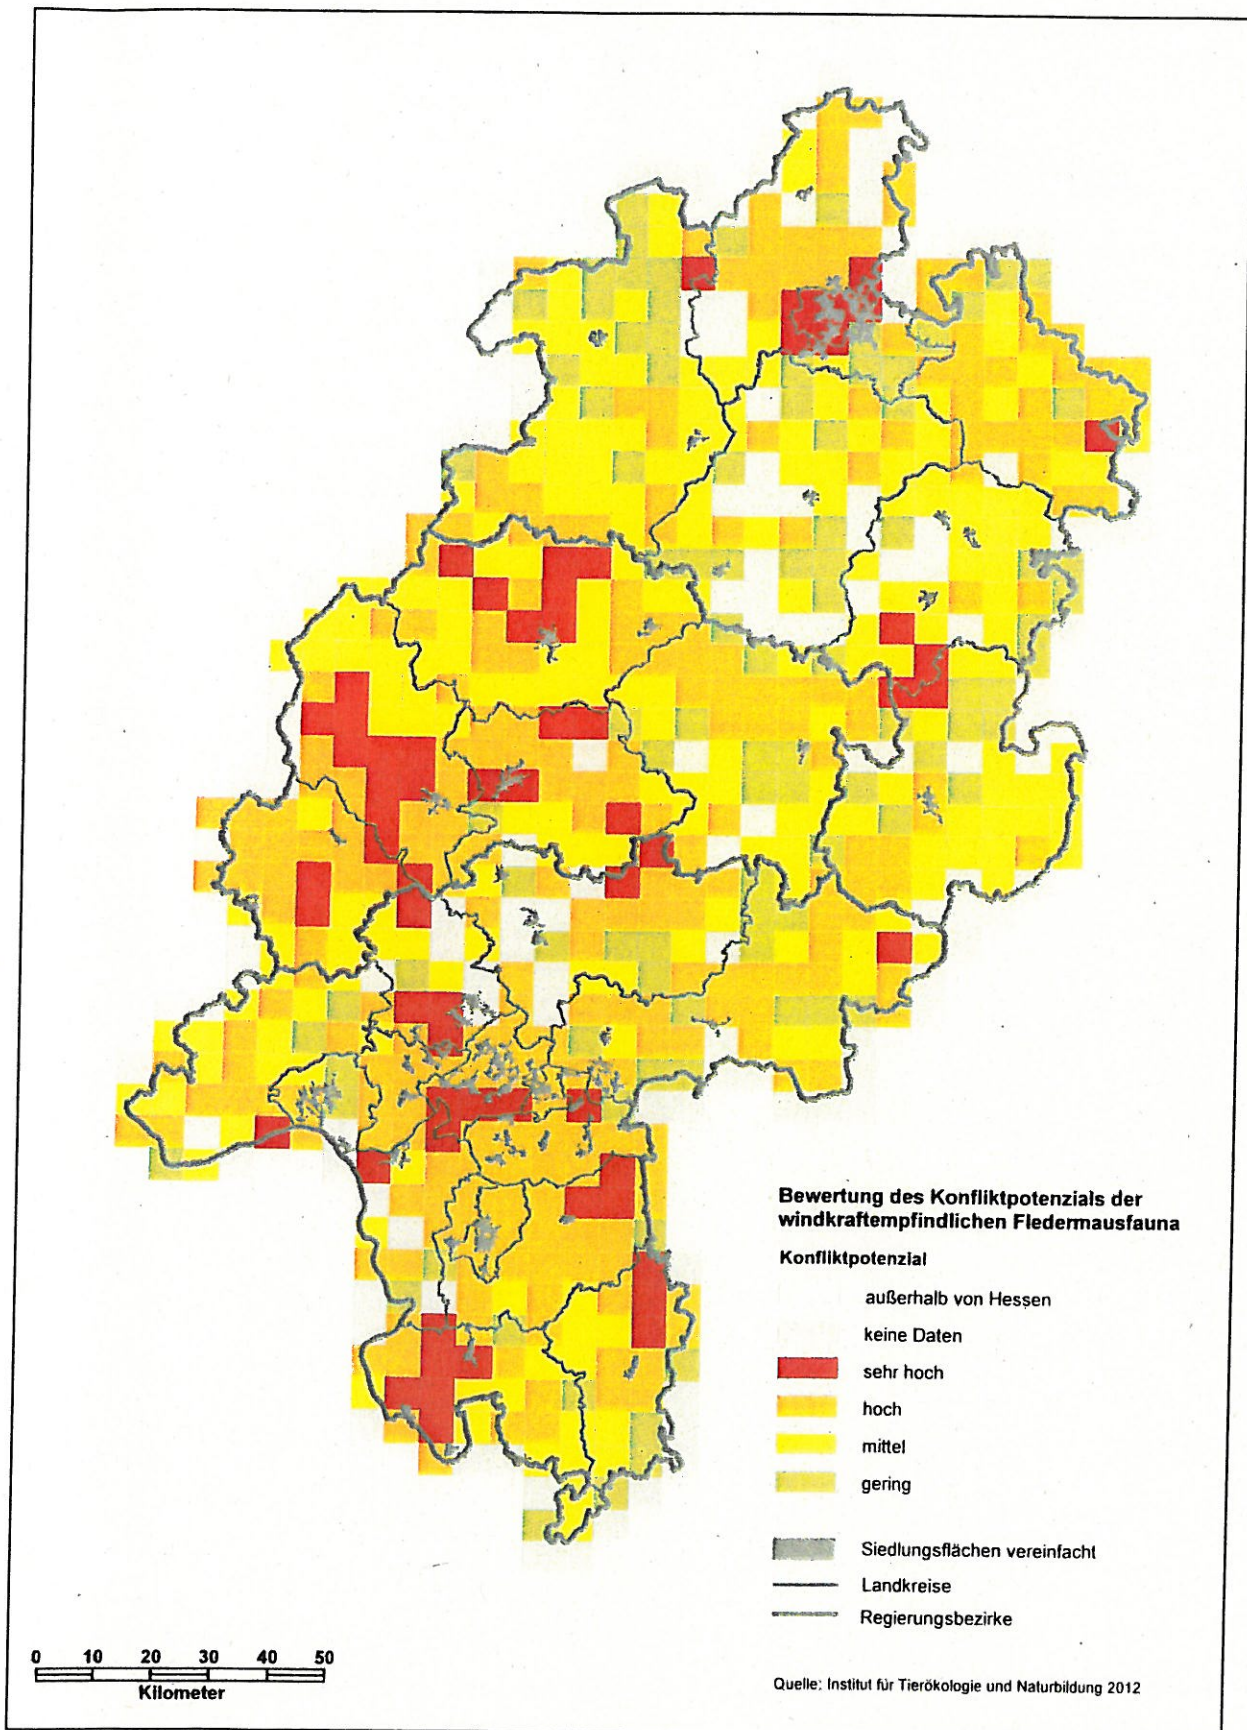 Bewertung des Konfliktpotenzials der
windkraftempfindlichen Fledermausfauna
Konfliktpotenzial
außerhalb von Hessen
keine Daten
sehr hoch
hoch
mittel
gering
Siedlungsflächen vereinfacht
Landkreise
Regierungsbezirke
0 10 20 30 40 50
Kilometer
Quelle: Institut für Tierökologie und Naturbildung 2012